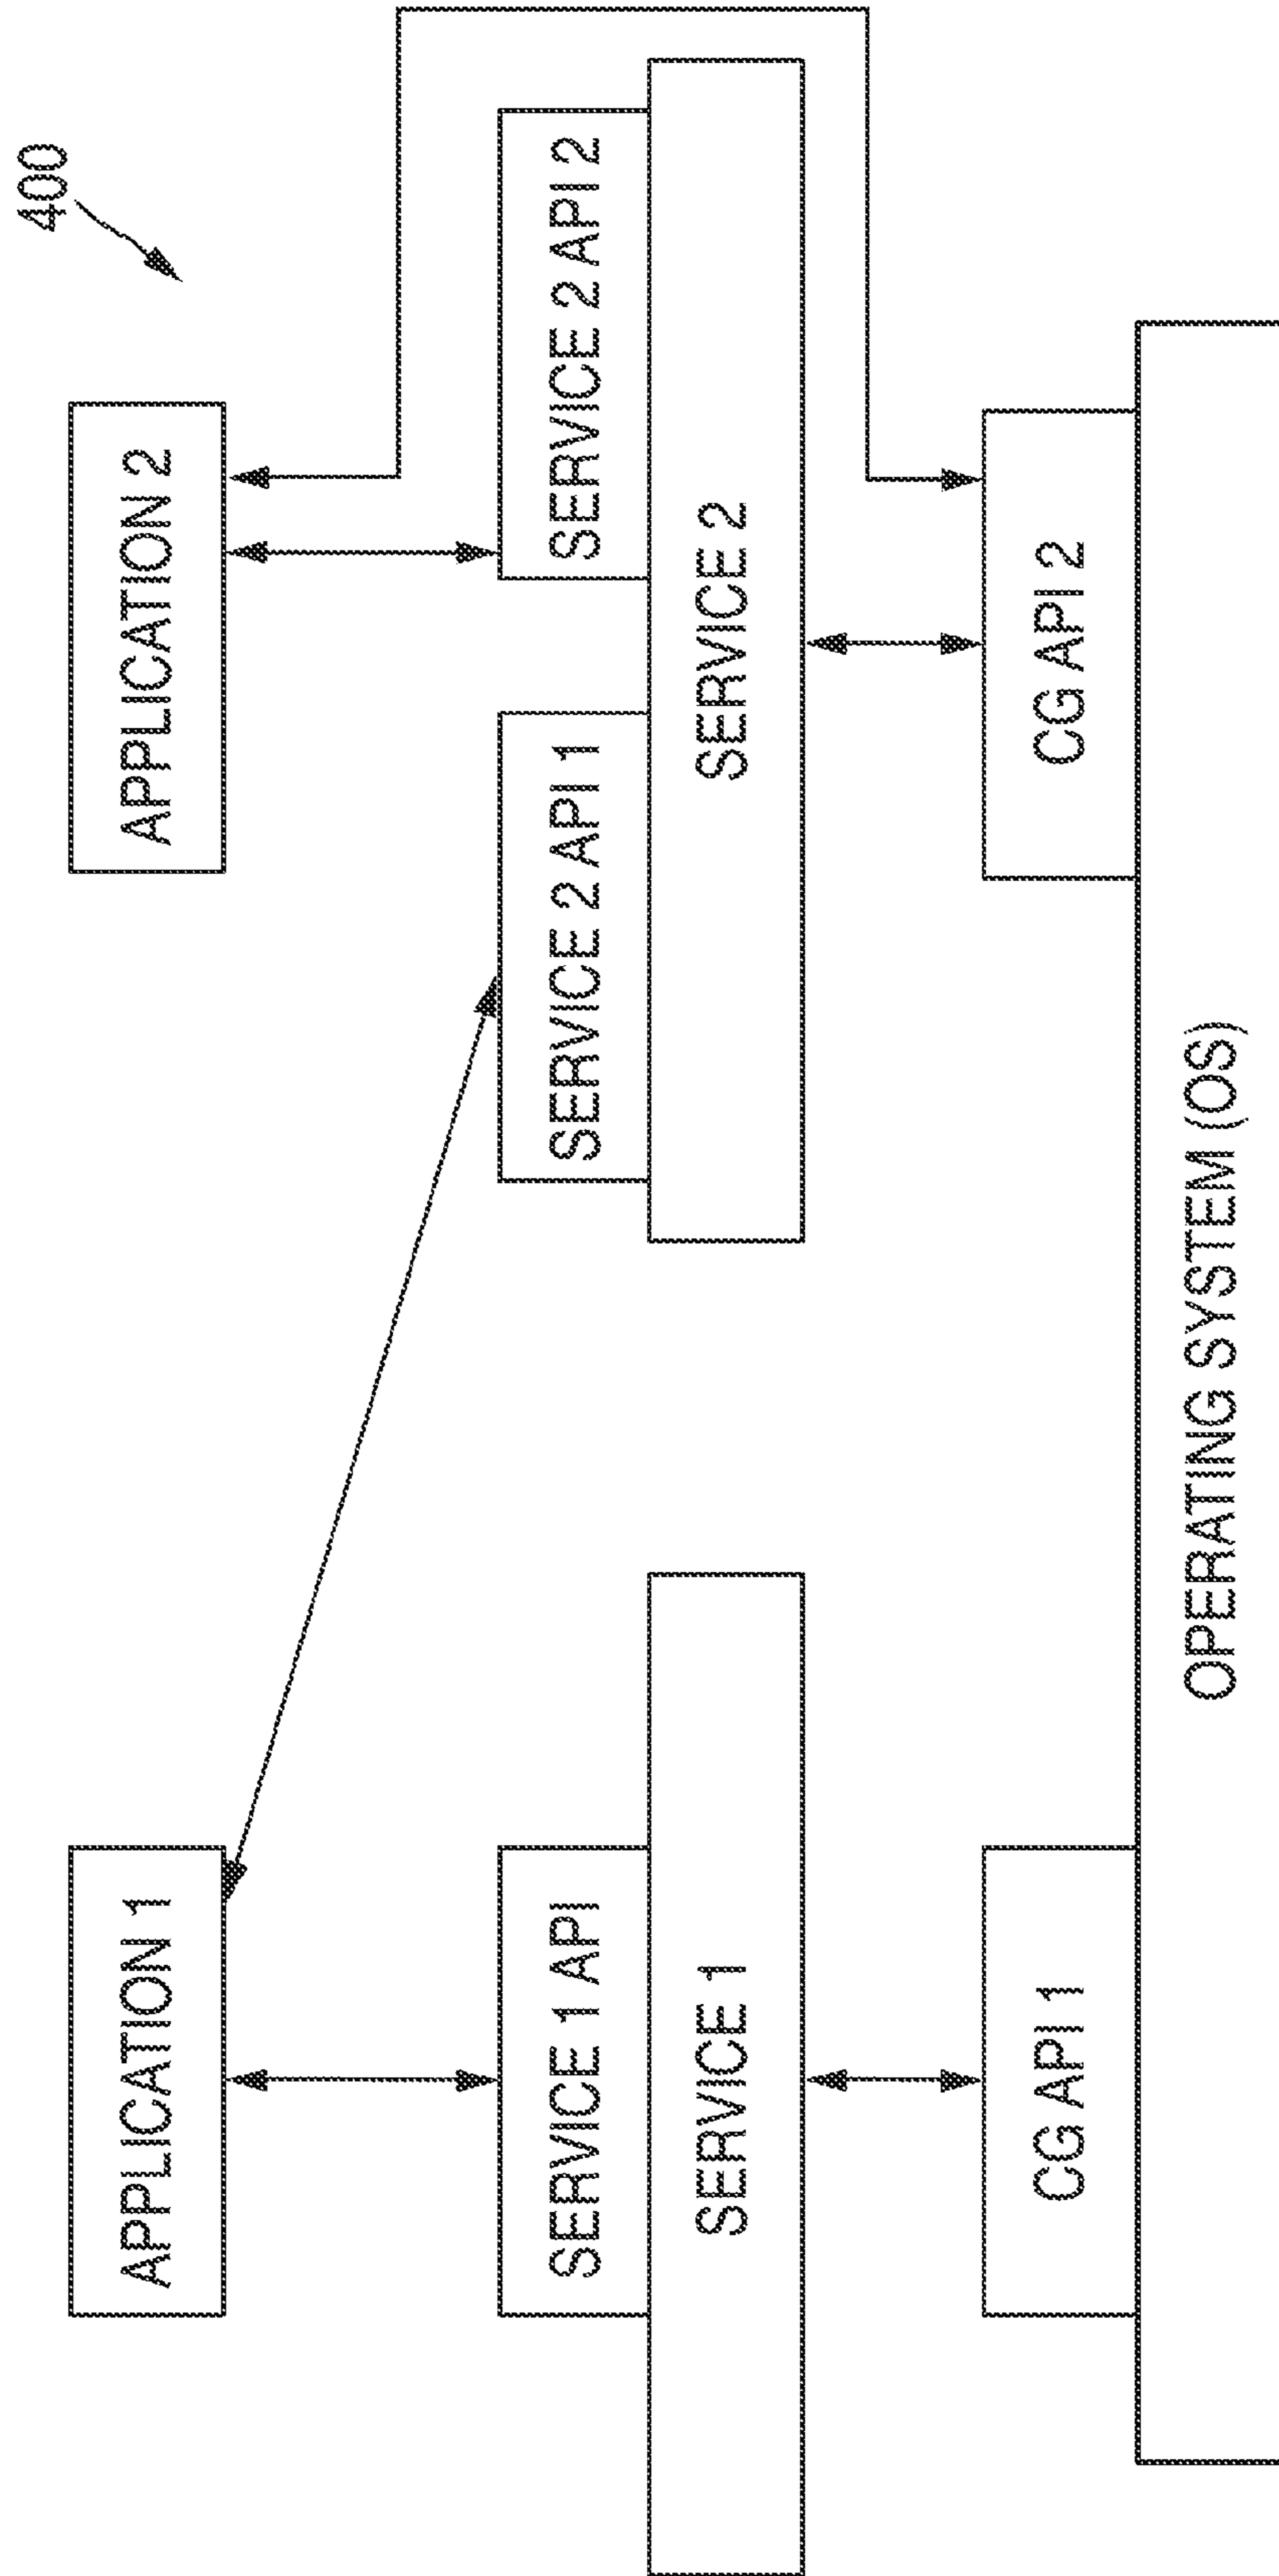 400
APPLICATION 1
APPLICATION 2
SERVICE 1 API
SERVICE 2 API 1
SERVICE 2 API 2
SERVICE 1
SERVICE 2
CG API 1
CG API 2
OPERATING SYSTEM (OS)